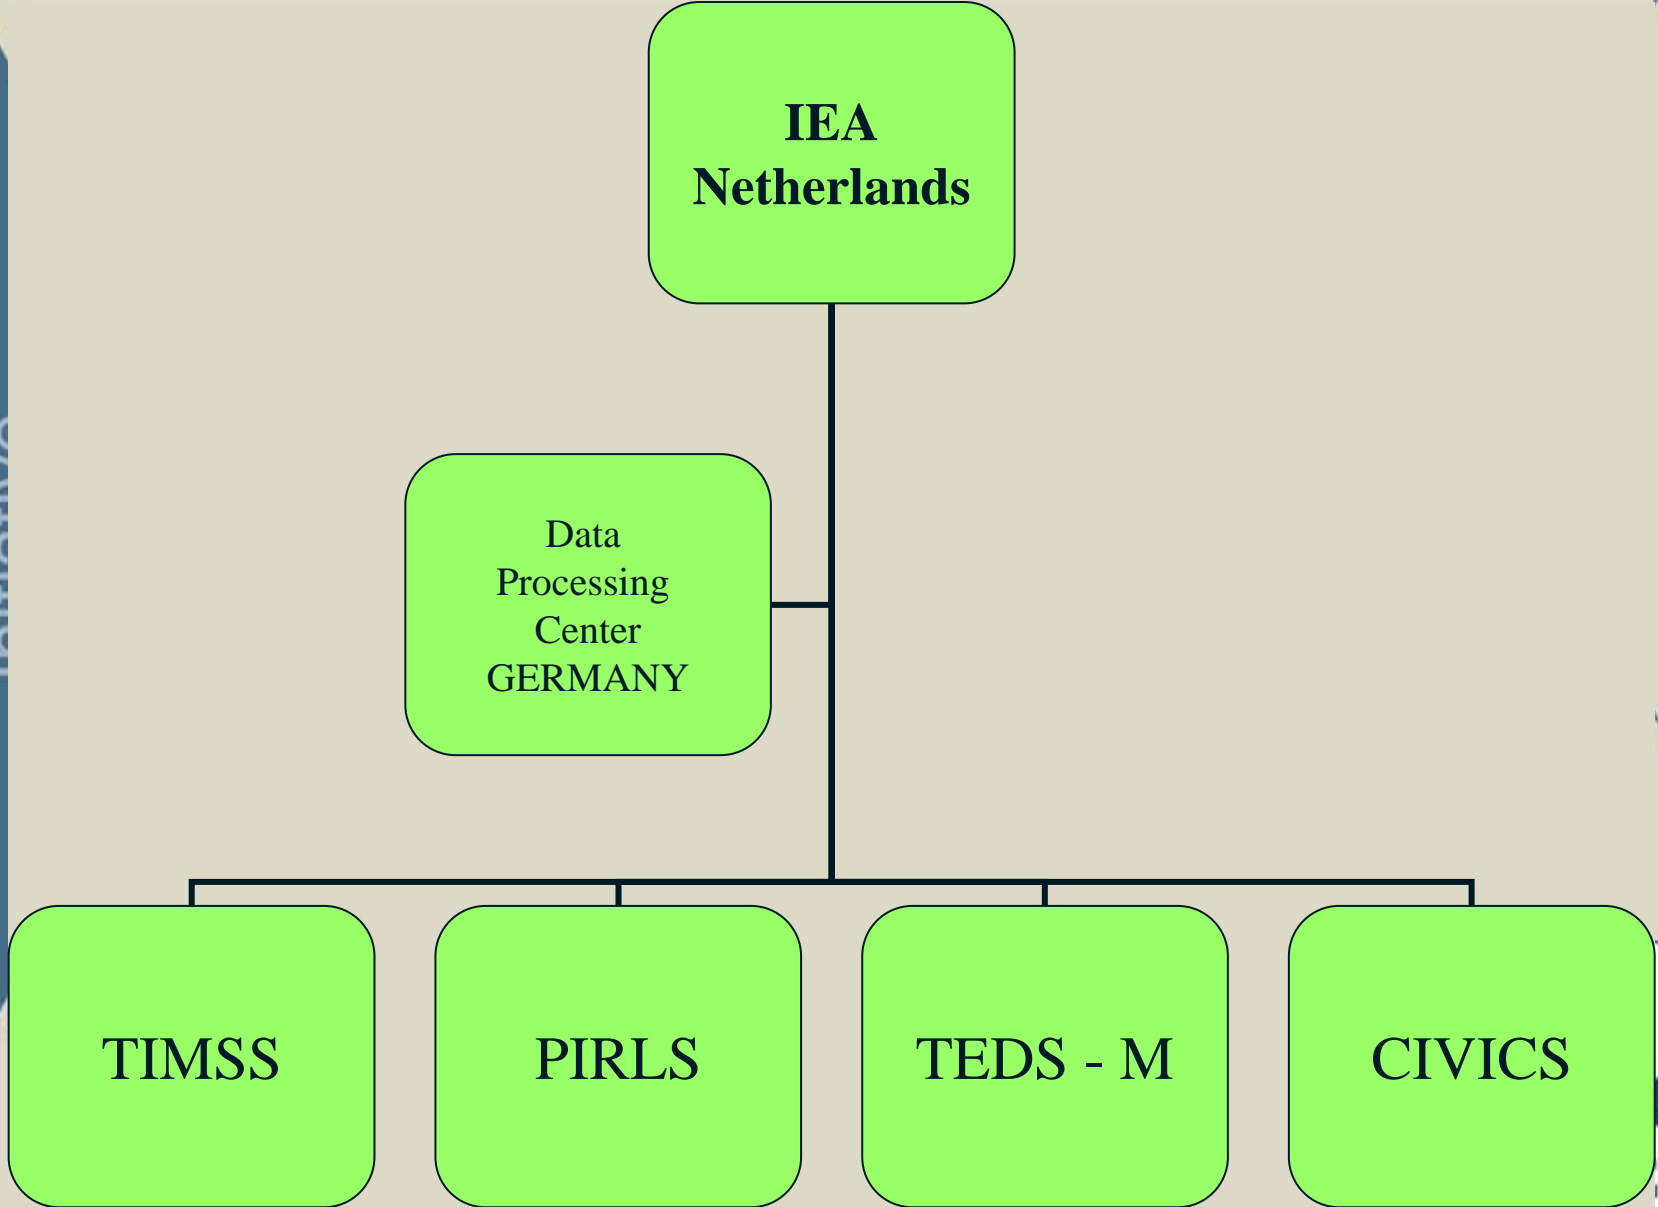 IEA
Netherlands
Data
Processing
Center
GERMANY
TIMSS
PIRLS
TEDS - M
CIVICS